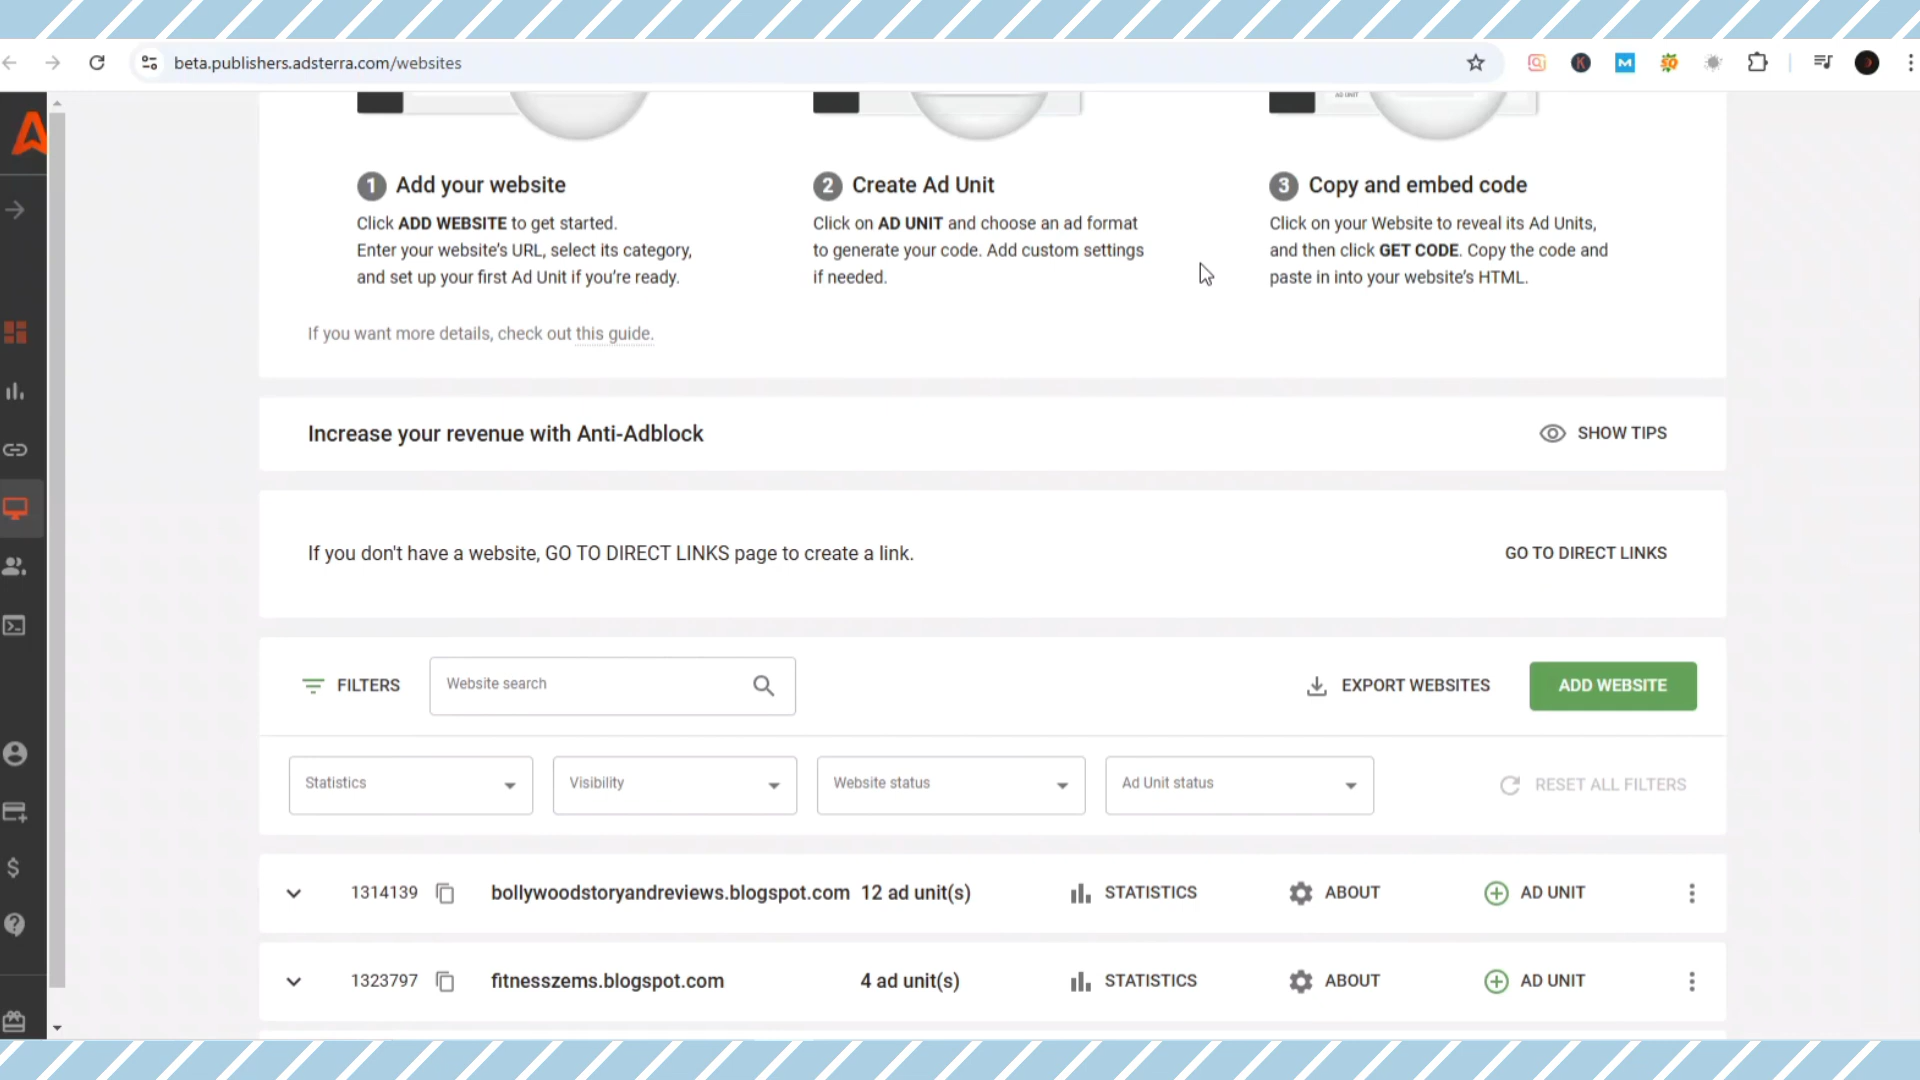 beta.publishers.adsterra.com/websites
AD UNIT
1 Add your website
Click ADD WEBSITE to get started.
Enter your website's URL, select its category,
and set up your first Ad Unit if you're ready.
2 Create Ad Unit
Click on AD UNIT and choose an ad format
to generate your code. Add custom settings
if needed.
3 Copy and embed code
Click on your Website to reveal its Ad Units,
and then click GET CODE. Copy the code and
paste in into your website's HTML.
If you want more details, check out this guide.
Increase your revenue with Anti-Adblock
SHOW TIPS
If you don't have a website, GO TO DIRECT LINKS page to create a link.
GO TO DIRECT LINKS
FILTERS
Website search
EXPORT WEBSITES
ADD WEBSITE
Statistics
Visibility
Website status
Ad Unit status
RESET ALL FILTERS
1314139 bollywoodstoryandreviews.blogspot.com 12 ad unit(s) STATISTICS ABOUT AD UNIT
1323797 fitnesszems.blogspot.com 4 ad unit(s) STATISTICS ABOUT AD UNIT